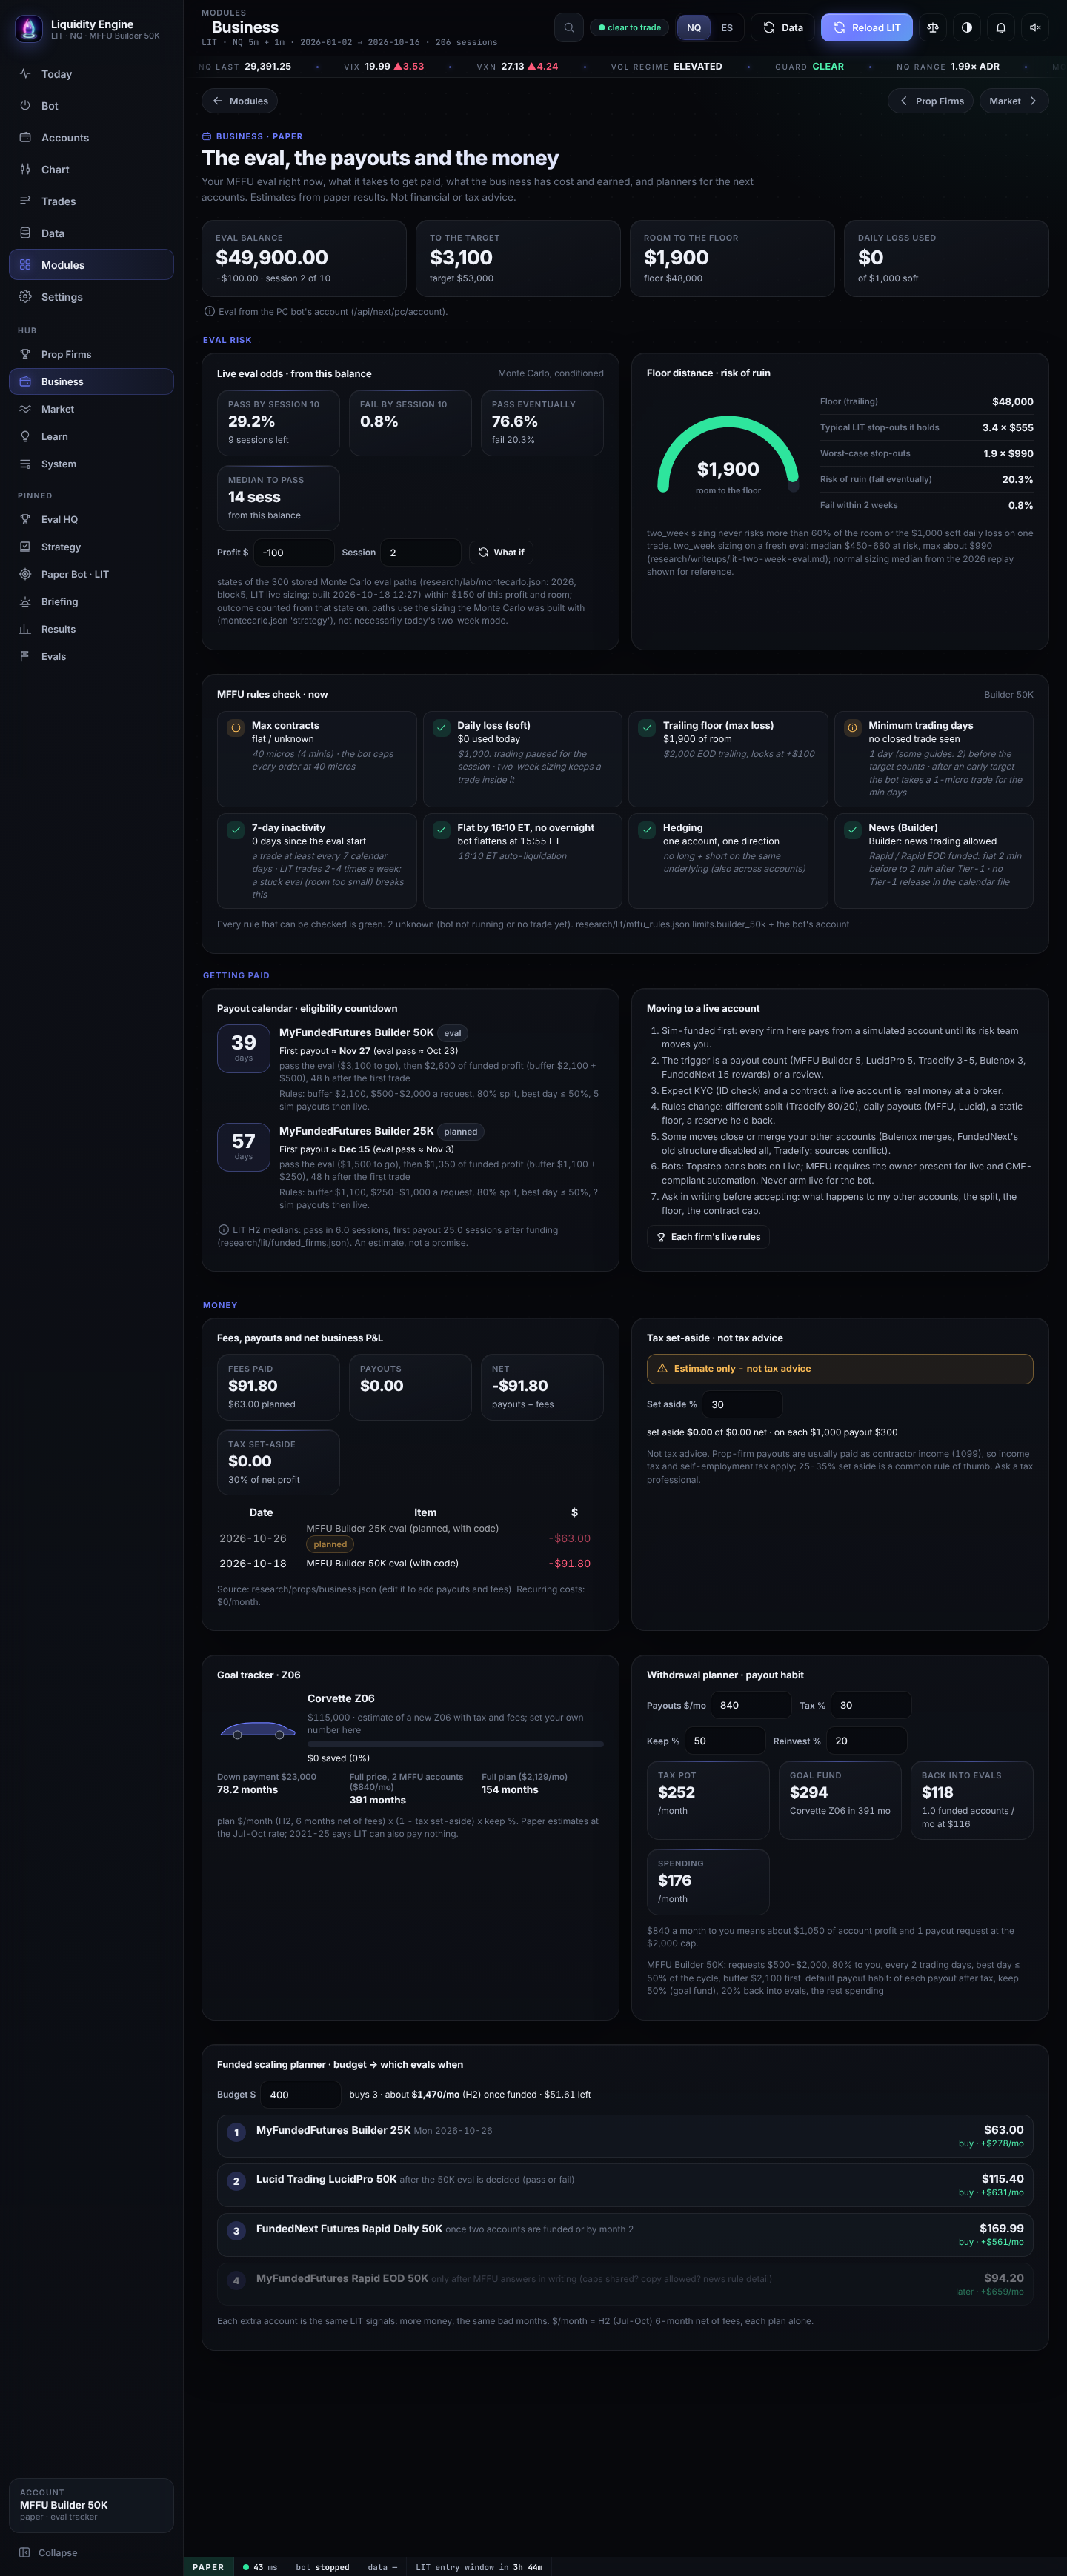 Liquidity Engine
LIT · NQ · MFFU Builder 50K
Today
Bot
Accounts
Chart
Trades
Data
Modules
Settings
HUB
Prop Firms
Business
Market
Learn
System
PINNED
Eval HQ
Strategy
Paper Bot · LIT
Briefing
Results
Evals
ACCOUNT
MFFU Builder 50K
paper · eval tracker
Collapse
MODULES
Business
LIT · NQ 5m + 1m · 2026-01-02 → 2026-10-16 · 206 sessions
clear to trade
NQ ES
Data
Reload LIT
NQ LAST 29,391.25 • VIX 19.99 ▲3.53 • VXN 27.13 ▲4.24 • VOL REGIME ELEVATED • GUARD CLEAR • NQ RANGE 1.99× ADR
← Modules
Prop Firms
Market
BUSINESS · PAPER
The eval, the payouts and the money
Your MFFU eval right now, what it takes to get paid, what the business has cost and earned, and planners for the next
accounts. Estimates from paper results. Not financial or tax advice.
EVAL BALANCE
$49,900.00
-$100.00 · session 2 of 10
TO THE TARGET
$3,100
target $53,000
ROOM TO THE FLOOR
$1,900
floor $48,000
DAILY LOSS USED
$0
of $1,000 soft
Eval from the PC bot's account (/api/next/pc/account).
EVAL RISK
Live eval odds · from this balance
Monte Carlo, conditioned
PASS BY SESSION 10
29.2%
9 sessions left
FAIL BY SESSION 10
0.8%
PASS EVENTUALLY
76.6%
fail 20.3%
MEDIAN TO PASS
14 sess
from this balance
Profit $ -100 Session 2 What if
states of the 300 stored Monte Carlo eval paths (research/lab/montecarlo.json: 2026,
block5, LIT live sizing; built 2026-10-18 12:27) within $150 of this profit and room;
outcome counted from that state on. paths use the sizing the Monte Carlo was built with
(montecarlo.json 'strategy'), not necessarily today's two_week mode.
Floor distance · risk of ruin
$1,900
room to the floor
Floor (trailing) $48,000
Typical LIT stop-outs it holds 3.4 × $555
Worst-case stop-outs 1.9 × $990
Risk of ruin (fail eventually) 20.3%
Fail within 2 weeks 0.8%
two_week sizing never risks more than 60% of the room or the $1,000 soft daily loss on one
trade. two_week sizing on a fresh eval: median $450-660 at risk, max about $990
(research/writeups/lit-two-week-eval.md); normal sizing median from the 2026 replay
shown for reference.
MFFU rules check · now
Builder 50K
Max contracts
flat / unknown
40 micros (4 minis) · the bot caps
every order at 40 micros
Daily loss (soft)
$0 used today
$1,000: trading paused for the
session · two_week sizing keeps a
trade inside it
Trailing floor (max loss)
$1,900 of room
$2,000 EOD trailing, locks at +$100
Minimum trading days
no closed trade seen
1 day (some guides: 2) before the
target counts · after an early target
the bot takes a 1-micro trade for the
min days
7-day inactivity
0 days since the eval start
a trade at least every 7 calendar
days · LIT trades 2-4 times a week;
a stuck eval (room too small) breaks
this
Flat by 16:10 ET, no overnight
bot flattens at 15:55 ET
16:10 ET auto-liquidation
Hedging
one account, one direction
no long + short on the same
underlying (also across accounts)
News (Builder)
Builder: news trading allowed
Rapid / Rapid EOD funded: flat 2 min
before to 2 min after Tier-1 · no
Tier-1 release in the calendar file
Every rule that can be checked is green. 2 unknown (bot not running or no trade yet). research/lit/mffu_rules.json limits.builder_50k + the bot's account
GETTING PAID
Payout calendar · eligibility countdown
39
days
MyFundedFutures Builder 50K eval
First payout ≈ Nov 27 (eval pass ≈ Oct 23)
pass the eval ($3,100 to go), then $2,600 of funded profit (buffer $2,100 +
$500), 48 h after the first trade
Rules: buffer $2,100, $500-$2,000 a request, 80% split, best day ≤ 50%, 5
sim payouts then live.
57
days
MyFundedFutures Builder 25K planned
First payout ≈ Dec 15 (eval pass ≈ Nov 3)
pass the eval ($1,500 to go), then $1,350 of funded profit (buffer $1,100 +
$250), 48 h after the first trade
Rules: buffer $1,100, $250-$1,000 a request, 80% split, best day ≤ 50%, ?
sim payouts then live.
LIT H2 medians: pass in 6.0 sessions, first payout 25.0 sessions after funding
(research/lit/funded_firms.json). An estimate, not a promise.
Moving to a live account
1. Sim-funded first: every firm here pays from a simulated account until its risk team
moves you.
2. The trigger is a payout count (MFFU Builder 5, LucidPro 5, Tradeify 3-5, Bulenox 3,
FundedNext 15 rewards) or a review.
3. Expect KYC (ID check) and a contract: a live account is real money at a broker.
4. Rules change: different split (Tradeify 80/20), daily payouts (MFFU, Lucid), a static
floor, a reserve held back.
5. Some moves close or merge your other accounts (Bulenox merges, FundedNext's
old structure disabled all, Tradeify: sources conflict).
6. Bots: Topstep bans bots on Live; MFFU requires the owner present for live and CME-
compliant automation. Never arm live for the bot.
7. Ask in writing before accepting: what happens to my other accounts, the split, the
floor, the contract cap.
Each firm's live rules
MONEY
Fees, payouts and net business P&L
FEES PAID
$91.80
$63.00 planned
PAYOUTS
$0.00
NET
-$91.80
payouts − fees
TAX SET-ASIDE
$0.00
30% of net profit
Date Item $
2026-10-26 MFFU Builder 25K eval (planned, with code) planned -$63.00
2026-10-18 MFFU Builder 50K eval (with code) -$91.80
Source: research/props/business.json (edit it to add payouts and fees). Recurring costs:
$0/month.
Tax set-aside · not tax advice
Estimate only - not tax advice
Set aside % 30
set aside $0.00 of $0.00 net · on each $1,000 payout $300
Not tax advice. Prop-firm payouts are usually paid as contractor income (1099), so income
tax and self-employment tax apply; 25-35% set aside is a common rule of thumb. Ask a tax
professional.
Goal tracker · Z06
Corvette Z06
$115,000 · estimate of a new Z06 with tax and fees; set your own
number here
$0 saved (0%)
Down payment $23,000
78.2 months
Full price, 2 MFFU accounts
($840/mo)
391 months
Full plan ($2,129/mo)
154 months
plan $/month (H2, 6 months net of fees) x (1 - tax set-aside) x keep %. Paper estimates at
the Jul-Oct rate; 2021-25 says LIT can also pay nothing.
Withdrawal planner · payout habit
Payouts $/mo 840 Tax % 30
Keep % 50 Reinvest % 20
TAX POT
$252
/month
GOAL FUND
$294
Corvette Z06 in 391 mo
BACK INTO EVALS
$118
1.0 funded accounts /
mo at $116
SPENDING
$176
/month
$840 a month to you means about $1,050 of account profit and 1 payout request at the
$2,000 cap.
MFFU Builder 50K: requests $500-$2,000, 80% to you, every 2 trading days, best day ≤
50% of the cycle, buffer $2,100 first. default payout habit: of each payout after tax, keep
50% (goal fund), 20% back into evals, the rest spending
Funded scaling planner · budget → which evals when
Budget $ 400 buys 3 · about $1,470/mo (H2) once funded · $51.61 left
1 MyFundedFutures Builder 25K Mon 2026-10-26 $63.00
buy · +$278/mo
2 Lucid Trading LucidPro 50K after the 50K eval is decided (pass or fail) $115.40
buy · +$631/mo
3 FundedNext Futures Rapid Daily 50K once two accounts are funded or by month 2 $169.99
buy · +$561/mo
4 MyFundedFutures Rapid EOD 50K only after MFFU answers in writing (caps shared? copy allowed? news rule detail) $94.20
later · +$659/mo
Each extra account is the same LIT signals: more money, the same bad months. $/month = H2 (Jul-Oct) 6-month net of fees, each plan alone.
PAPER 43 ms bot stopped data — LIT entry window in 3h 44m